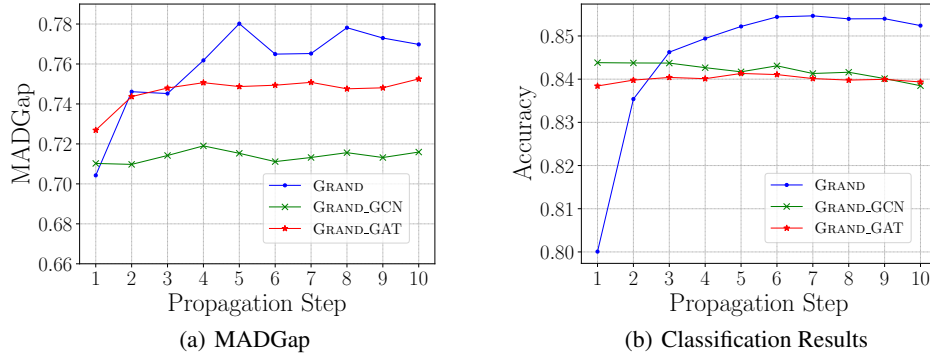 MADGap
0.78
0.76
0.74
0.72
0.70
0.68
0.66
GRAND
GRAND_GCN
GRAND_GAT
1 2 3 4 5 6 7 8 9 10
Propagation Step
(a) MADGap
Accuracy
0.85
0.84
0.83
0.82
0.81
0.80
GRAND
GRAND_GCN
GRAND_GAT
1 2 3 4 5 6 7 8 9 10
Propagation Step
(b) Classification Results